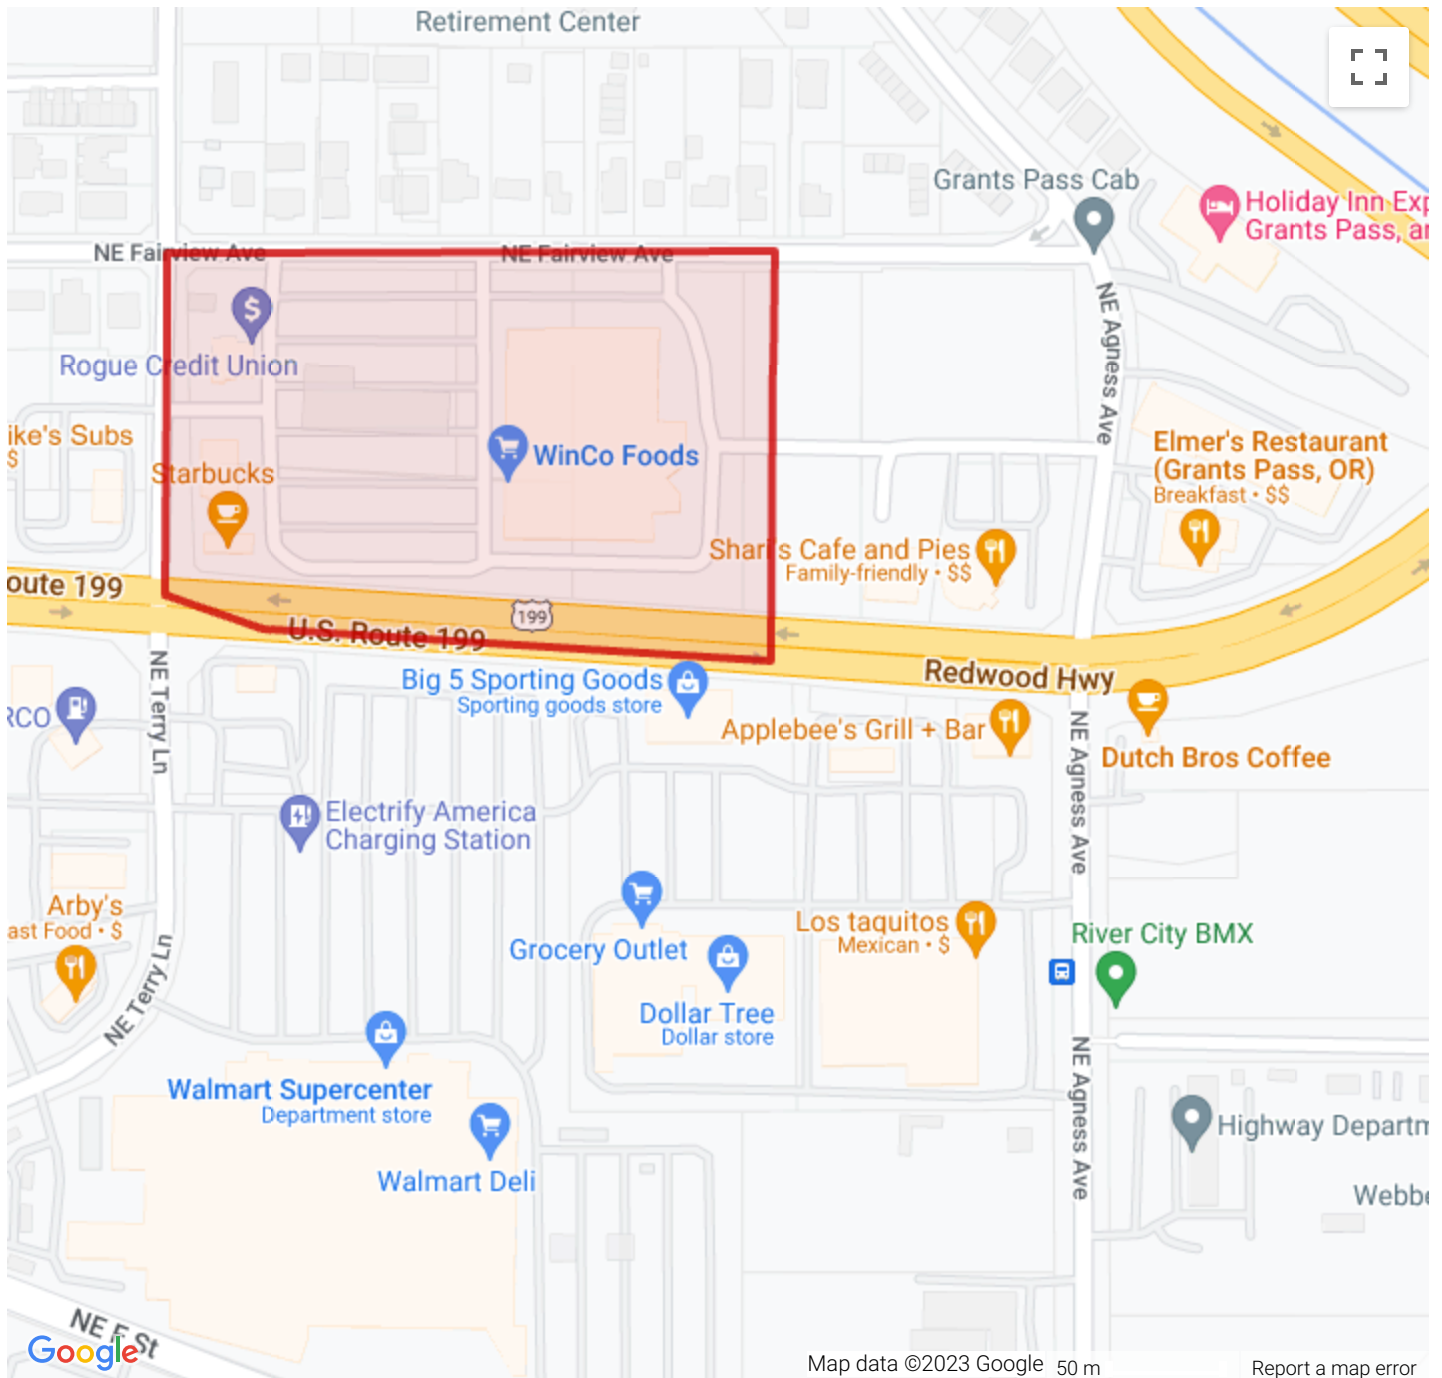 Retirement Center
Grants Pass Cab
Holiday Inn Exp
Grants Pass, an
NE Fairview Ave
NE Fairview Ave
$
Rogue Credit Union
NE Agness Ave
ike's Subs
$
Starbucks
WinCo Foods
Elmer's Restaurant
(Grants Pass, OR)
Breakfast • $$
Shari's Cafe and Pies
Family-friendly • $$
oute 199
199
U.S. Route 199
Redwood Hwy
NE Terry Ln
Big 5 Sporting Goods
Sporting goods store
RCO
Applebee's Grill + Bar
NE Agness Ave
Dutch Bros Coffee
Electrify America
Charging Station
Arby's
ast Food • $
NE Terry Ln
Grocery Outlet
Los taquitos
Mexican • $
River City BMX
Dollar Tree
Dollar store
Walmart Supercenter
Department store
NE Agness Ave
Highway Departm
Walmart Deli
Webbe
NE F St
Google
Map data ©2023 Google
50 m
Report a map error